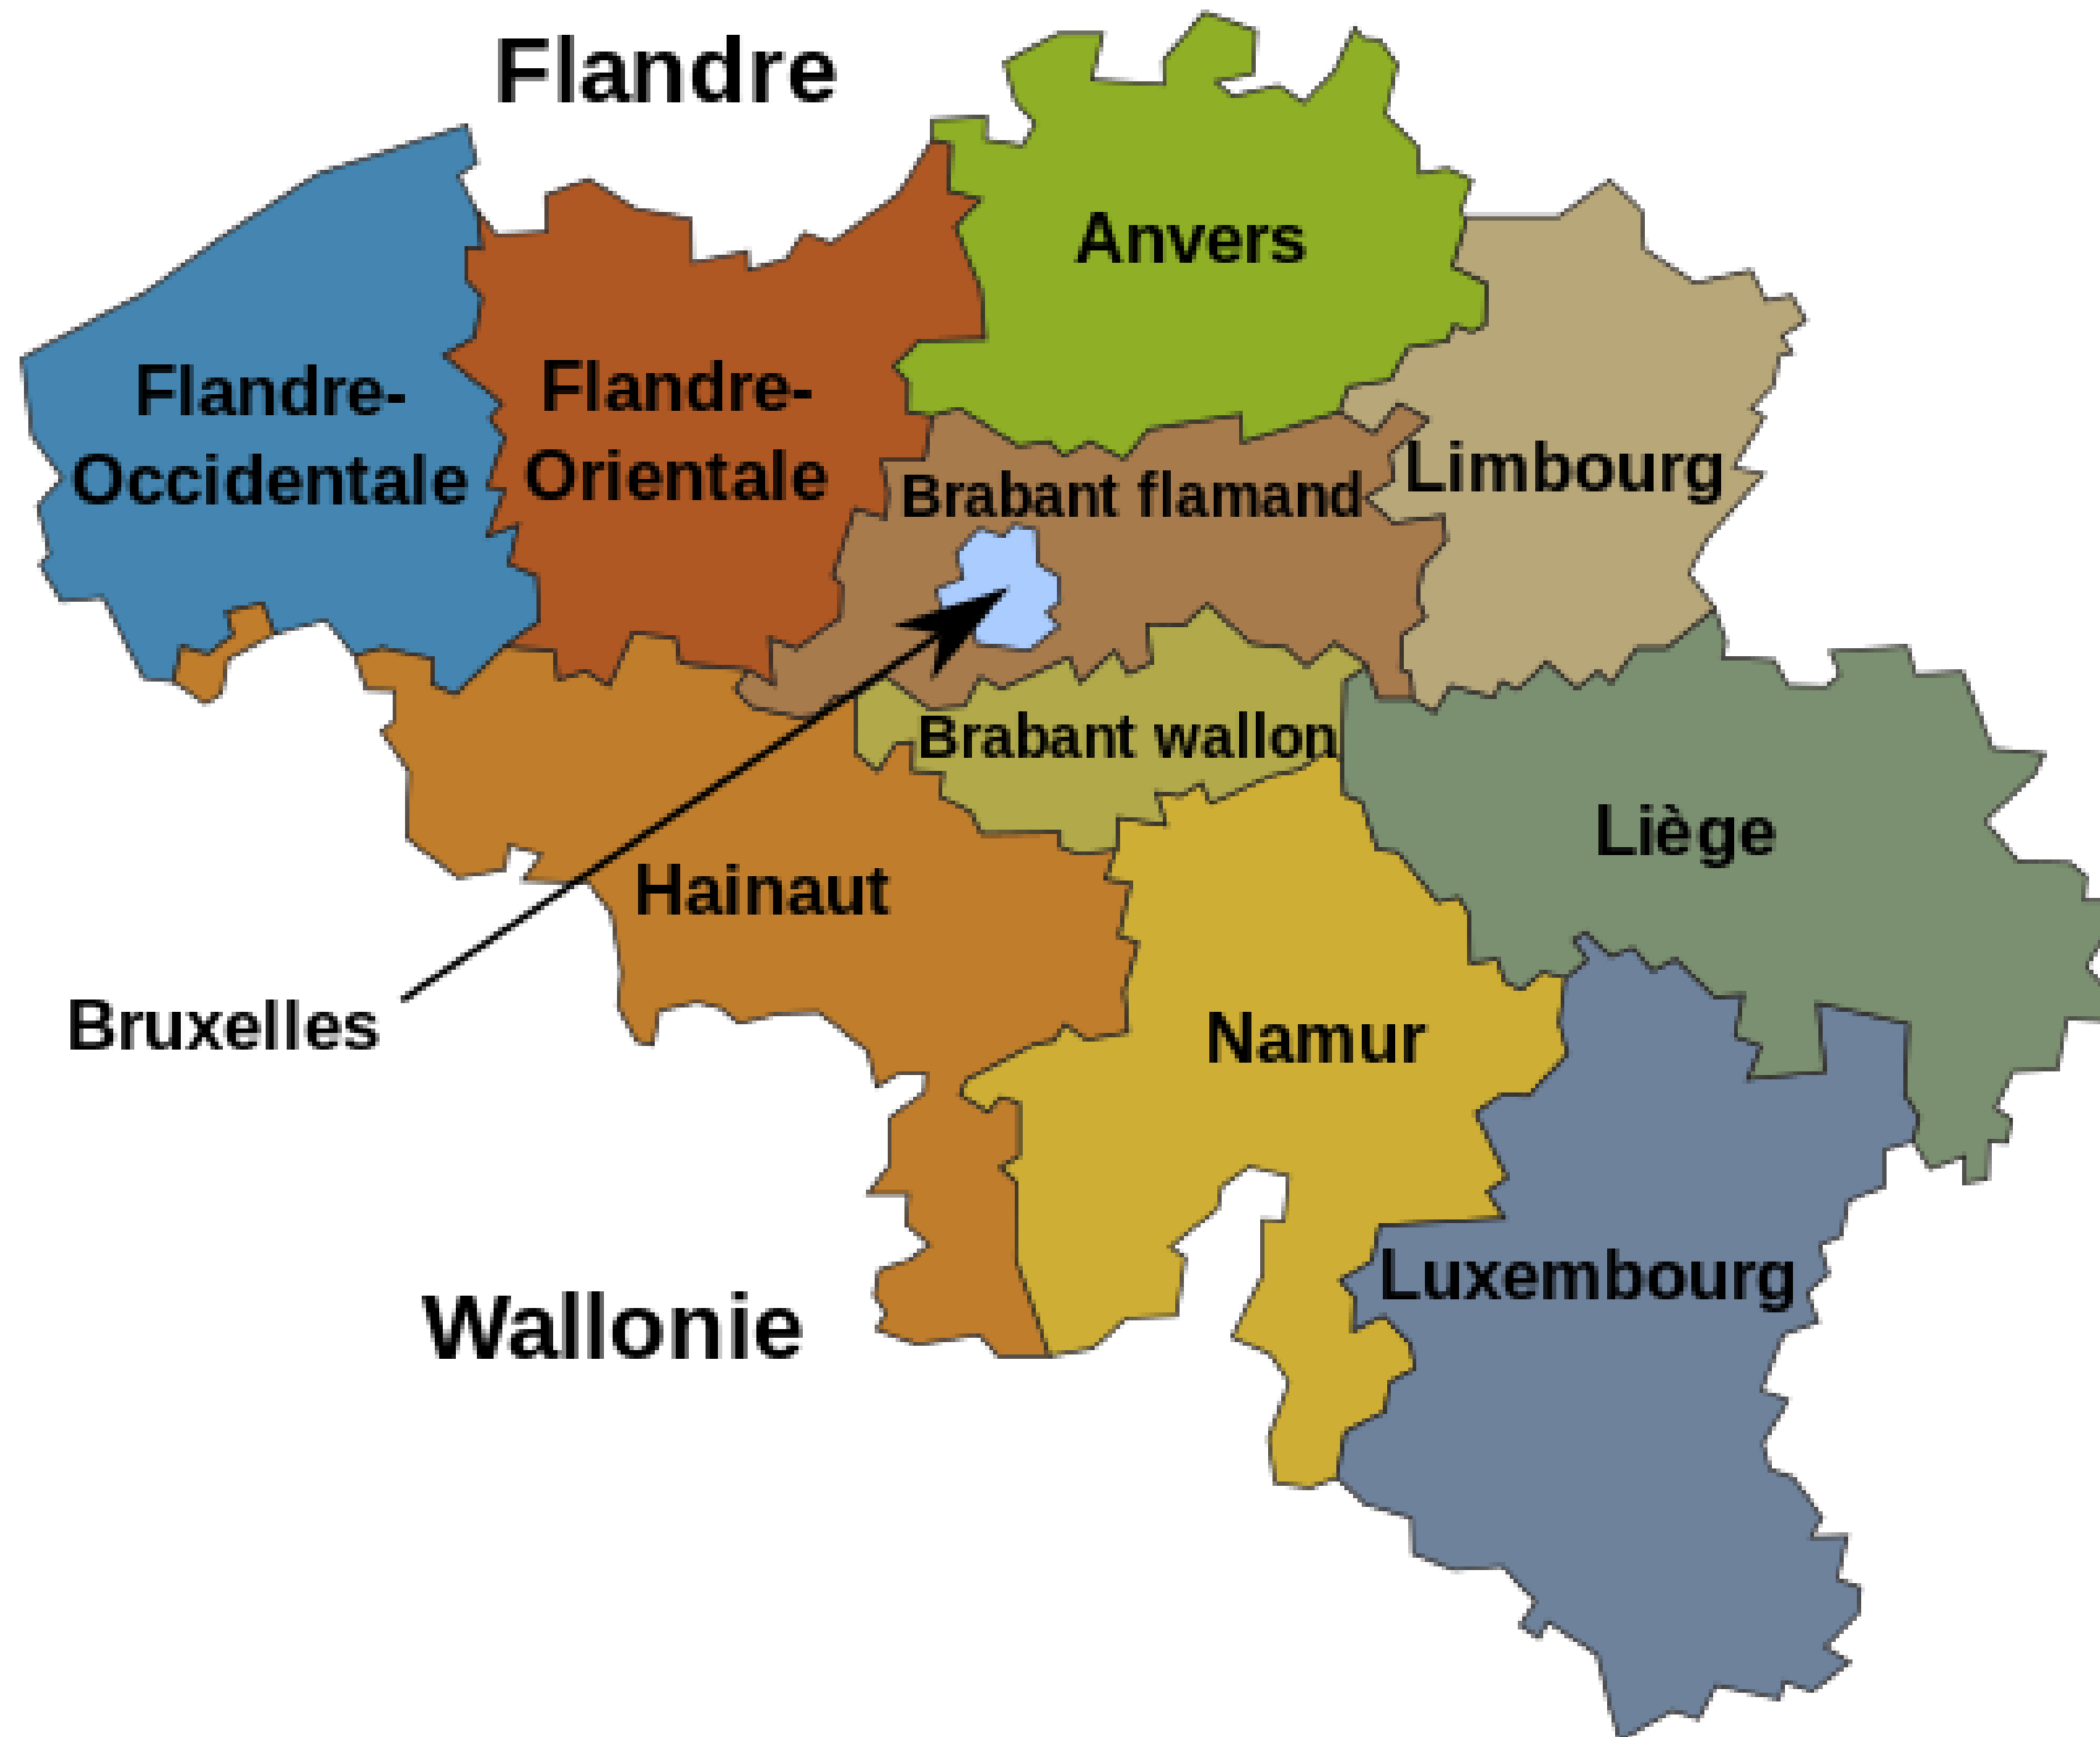 Flandre
Anvers
Flandre-
Occidentale
Flandre-
Orientale
Brabant flamand
Limbourg
Brabant wallon
Liège
Hainaut
Bruxelles
Namur
Luxembourg
Wallonie